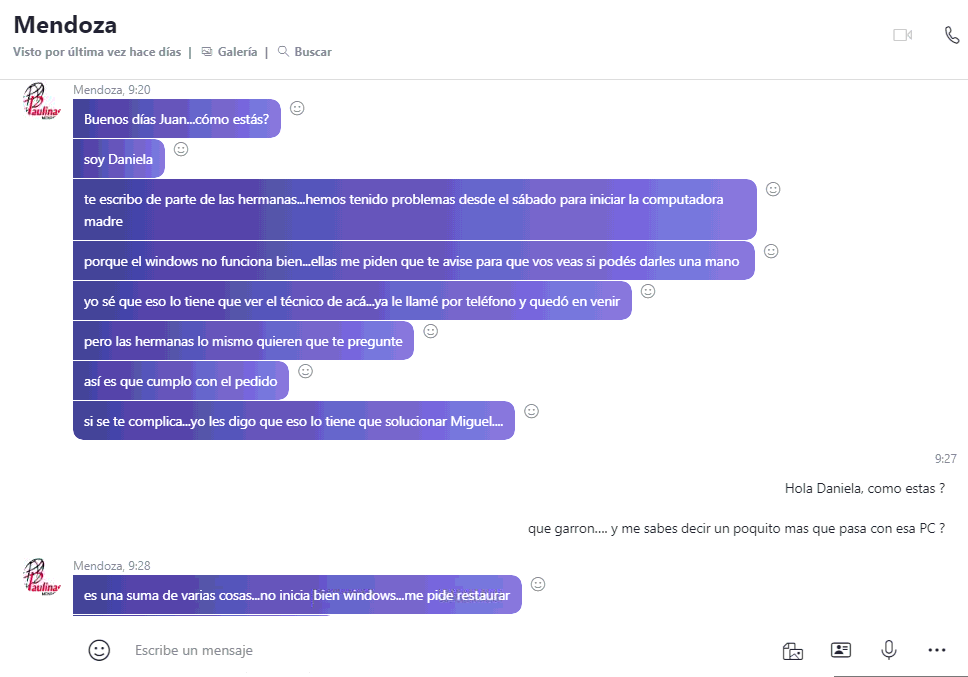 Mendoza
Visto por última vez hace días | Galería | Buscar
Mendoza, 9:20
Paulinas
Buenos días Juan...cómo estás?
soy Daniela
te escribo de parte de las hermanas...hemos tenido problemas desde el sábado para iniciar la computadora
madre
porque el windows no funciona bien...ellas me piden que te avise para que vos veas si podés darles una mano
yo sé que eso lo tiene que ver el técnico de acá...ya le llamé por teléfono y quedó en venir
pero las hermanas lo mismo quieren que te pregunte
así es que cumplo con el pedido
si se te complica...yo les digo que eso lo tiene que solucionar Miguel....
9:27
Hola Daniela, como estas ?
que garron.... y me sabes decir un poquito mas que pasa con esa PC ?
Mendoza, 9:28
Paulinas
es una suma de varias cosas...no inicia bien windows...me pide restaurar
Escribe un mensaje